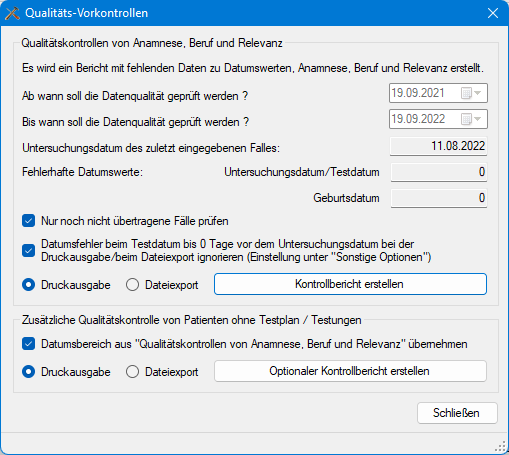 Qualitäts-Vorkontrollen
Qualitätskontrollen von Anamnese, Beruf und Relevanz
Es wird ein Bericht mit fehlenden Daten zu Datumswerten, Anamnese, Beruf und Relevanz erstellt.
Ab wann soll die Datenqualität geprüft werden ? 19.09.2021
Bis wann soll die Datenqualität geprüft werden ? 19.09.2022
Untersuchungsdatum des zuletzt eingegebenen Falles: 11.08.2022
Fehlerhafte Datumswerte: Untersuchungsdatum/Testdatum 0
Geburtsdatum 0
Nur noch nicht übertragene Fälle prüfen
Datumsfehler beim Testdatum bis 0 Tage vor dem Untersuchungsdatum bei der
Druckausgabe/beim Dateiexport ignorieren (Einstellung unter "Sonstige Optionen")
Druckausgabe Dateiexport Kontrollbericht erstellen
Zusätzliche Qualitätskontrolle von Patienten ohne Testplan / Testungen
Datumsbereich aus "Qualitätskontrollen von Anamnese, Beruf und Relevanz" übernehmen
Druckausgabe Dateiexport Optionaler Kontrollbericht erstellen
Schließen